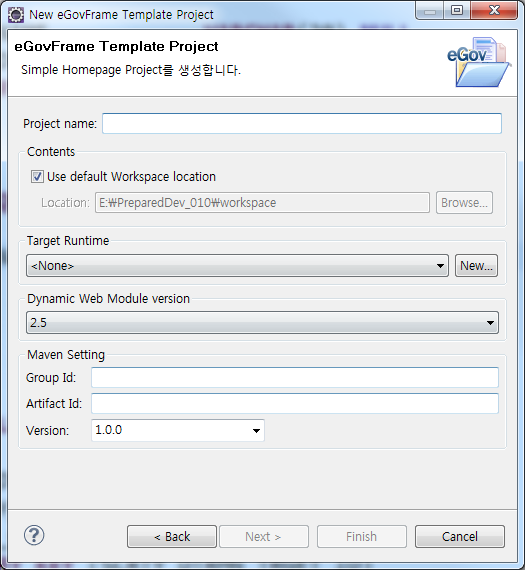 New eGovFrame Template Project
eGovFrame Template Project
Simple Homepage Project를 생성합니다.
eGov
Project name:
Contents
Use default Workspace location
Location: E:₩PreparedDev_010₩workspace Browse...
Target Runtime
<None> New...
Dynamic Web Module version
2.5
Maven Setting
Group Id:
Artifact Id:
Version: 1.0.0
? < Back Next > Finish Cancel